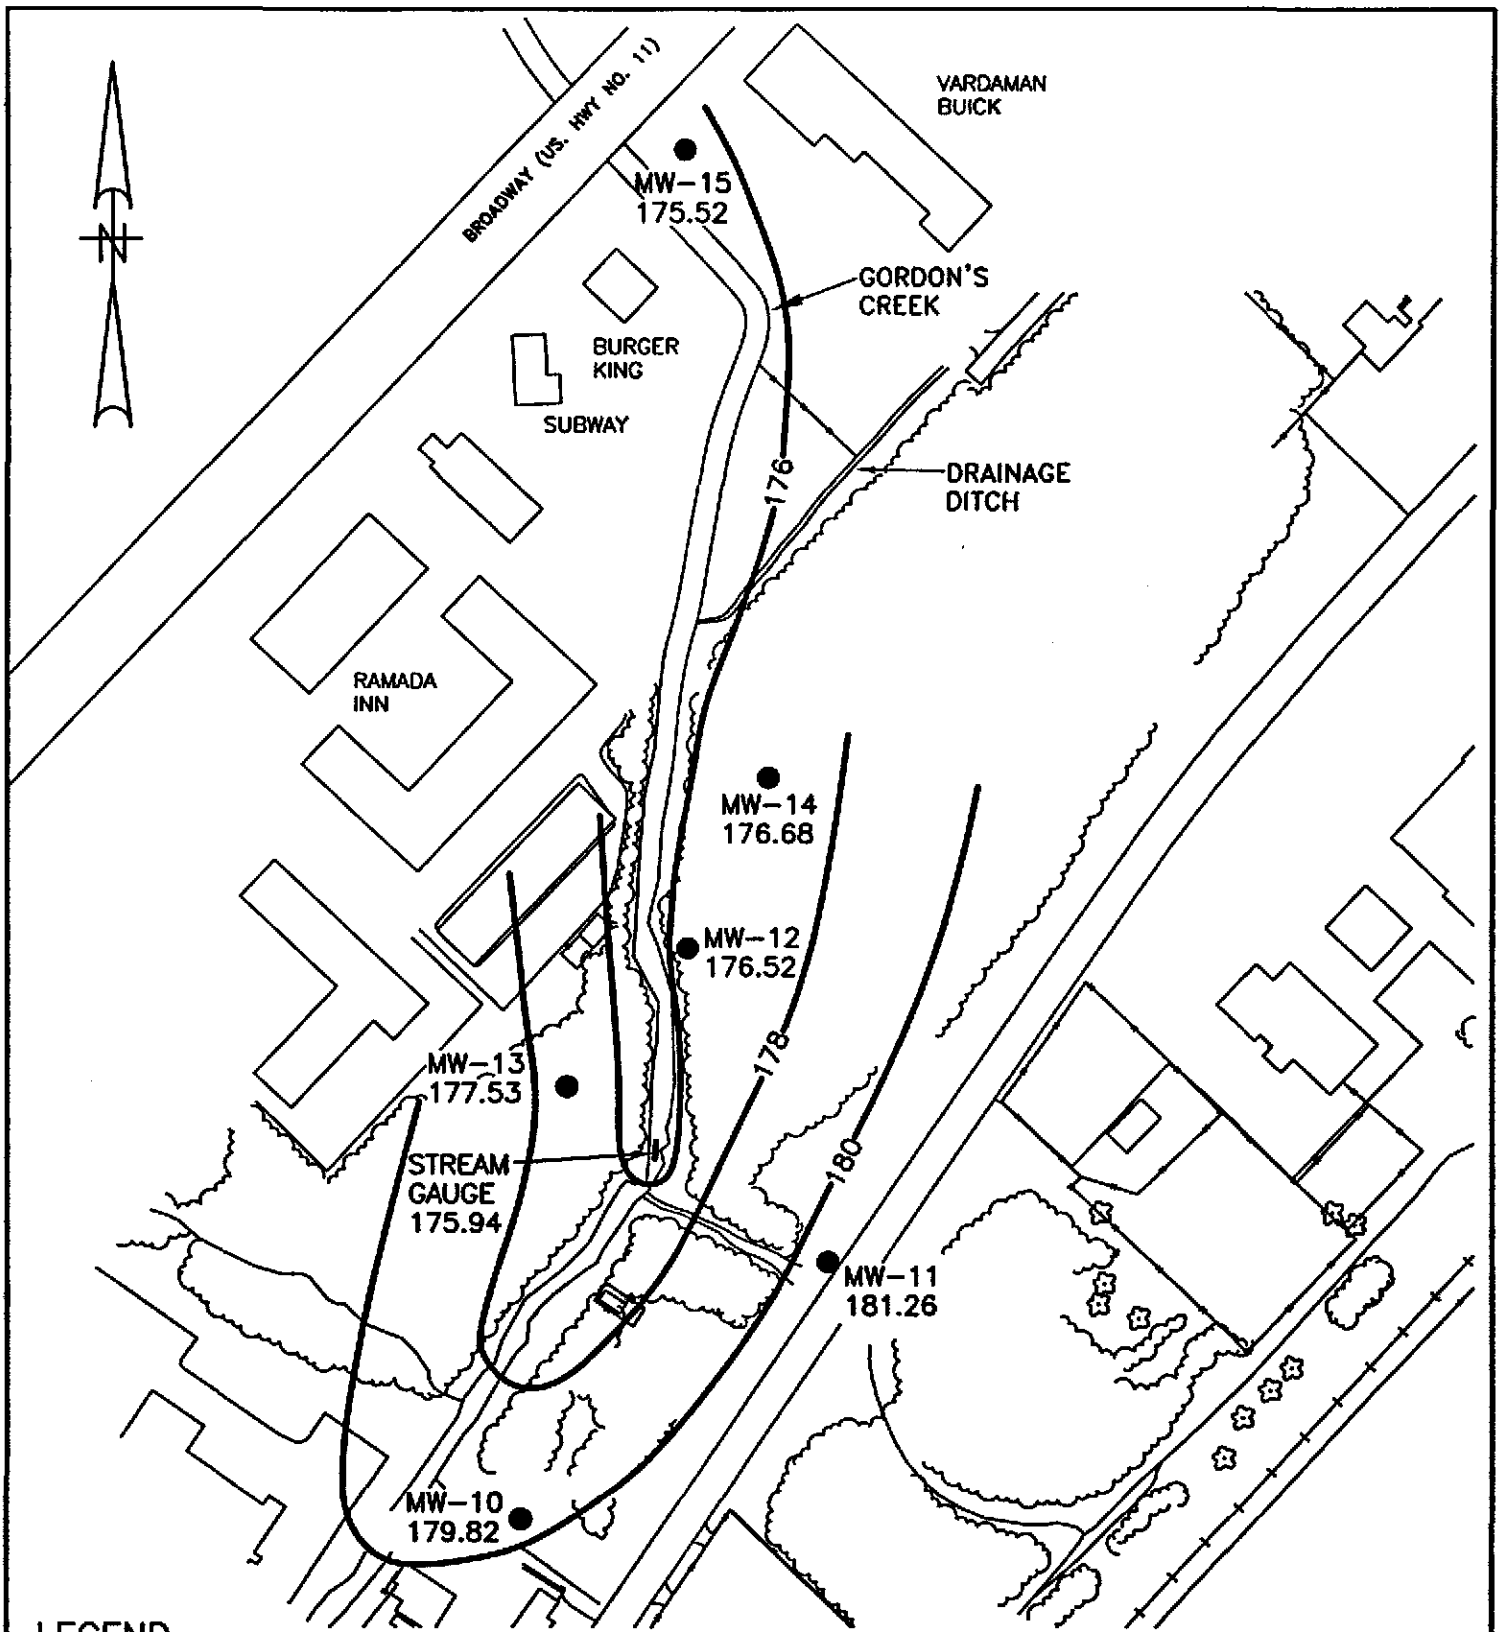 VARDAMAN
BUICK
BROADWAY (US. HWY NO. 11)
MW-15
175.52
N
GORDON'S
CREEK
BURGER
KING
SUBWAY
176
DRAINAGE
DITCH
RAMADA
INN
MW-14
176.68
MW-12
176.52
178
MW-13
177.53
180
STREAM
GAUGE
175.94
MW-11
181.26
MW-10
179.82
LEGEND